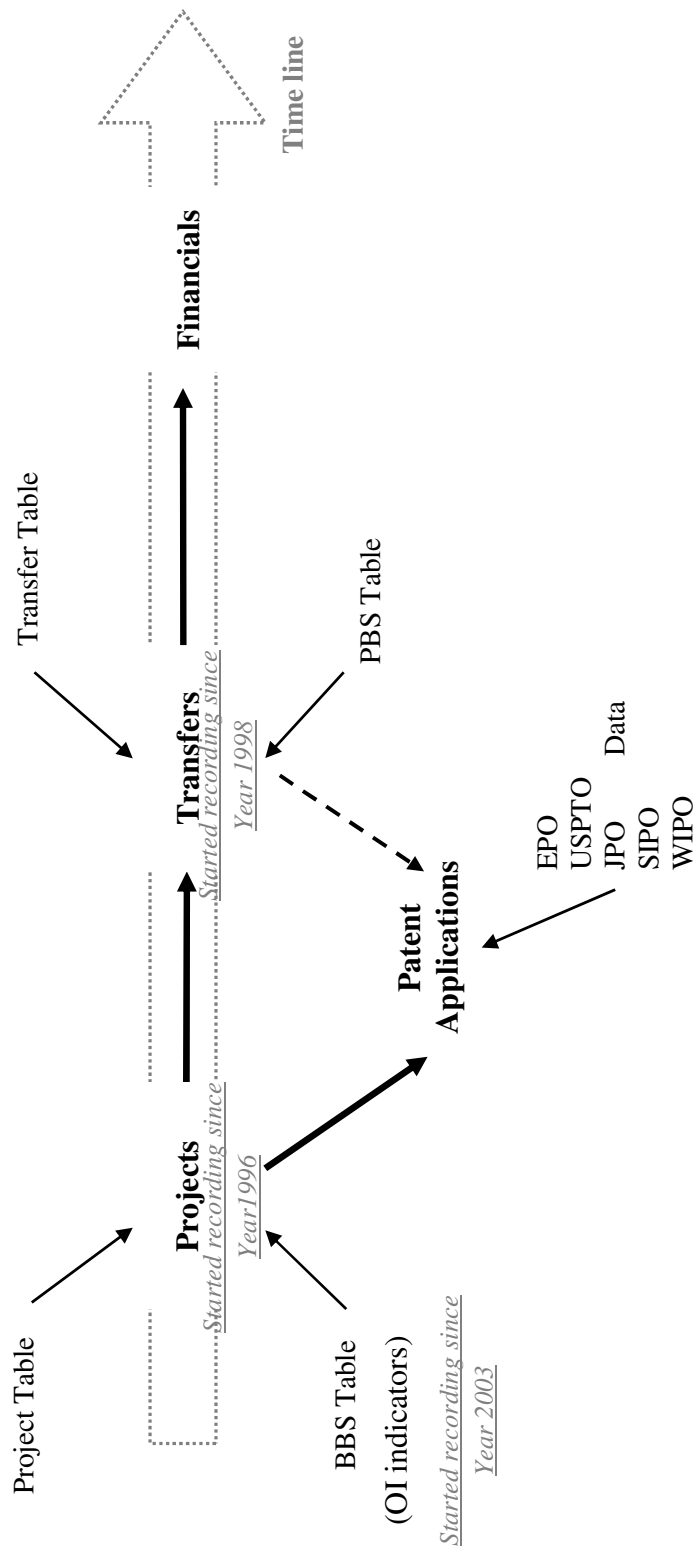 Project Table
Transfer Table
Projects
Started recording since
Year1996
Transfers
Started recording since
Year 1998
Financials
Time line
BBS Table
(OI indicators)
Started recording since
Year 2003
PBS Table
Patent
Applications
EPO
USPTO
JPO
SIPO
WIPO
Data